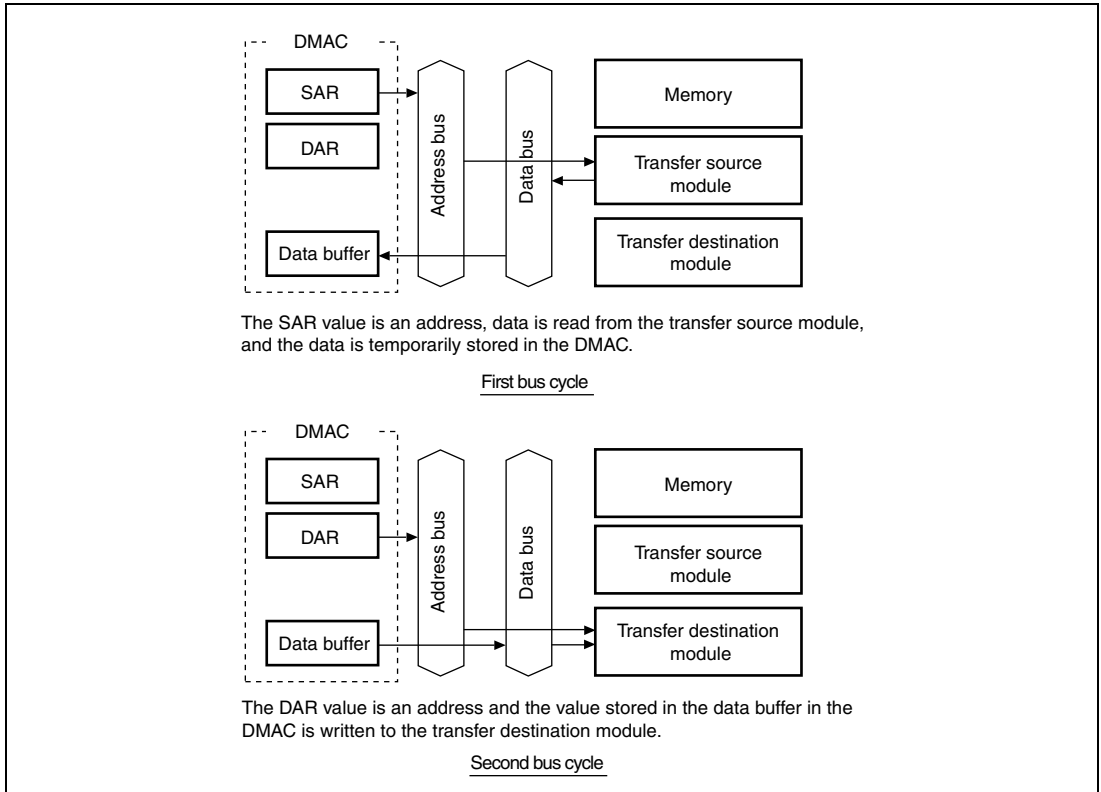 DMAC
SAR
DAR
Data buffer
Address bus
Data bus
Memory
Transfer source
module
Transfer destination
module
The SAR value is an address, data is read from the transfer source module,
and the data is temporarily stored in the DMAC.
First bus cycle
DMAC
SAR
DAR
Data buffer
Address bus
Data bus
Memory
Transfer source
module
Transfer destination
module
The DAR value is an address and the value stored in the data buffer in the
DMAC is written to the transfer destination module.
Second bus cycle